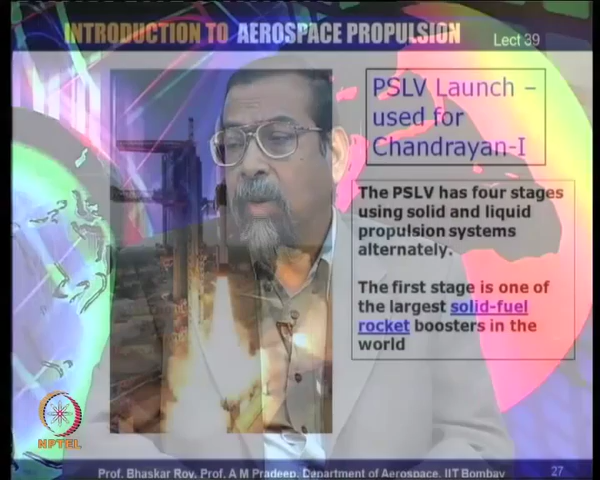 INTRODUCTION TO AEROSPACE PROPULSION
Lect 39
PSLV Launch –
used for
Chandrayan-I
The PSLV has four stages
using solid and liquid
propulsion systems
alternately.
The first stage is one of
the largest solid-fuel
rocket boosters in the
world
NPTEL
Prof. Bhaskar Roy, Prof. A M Pradeep, Department of Aerospace, IIT Bombay
27